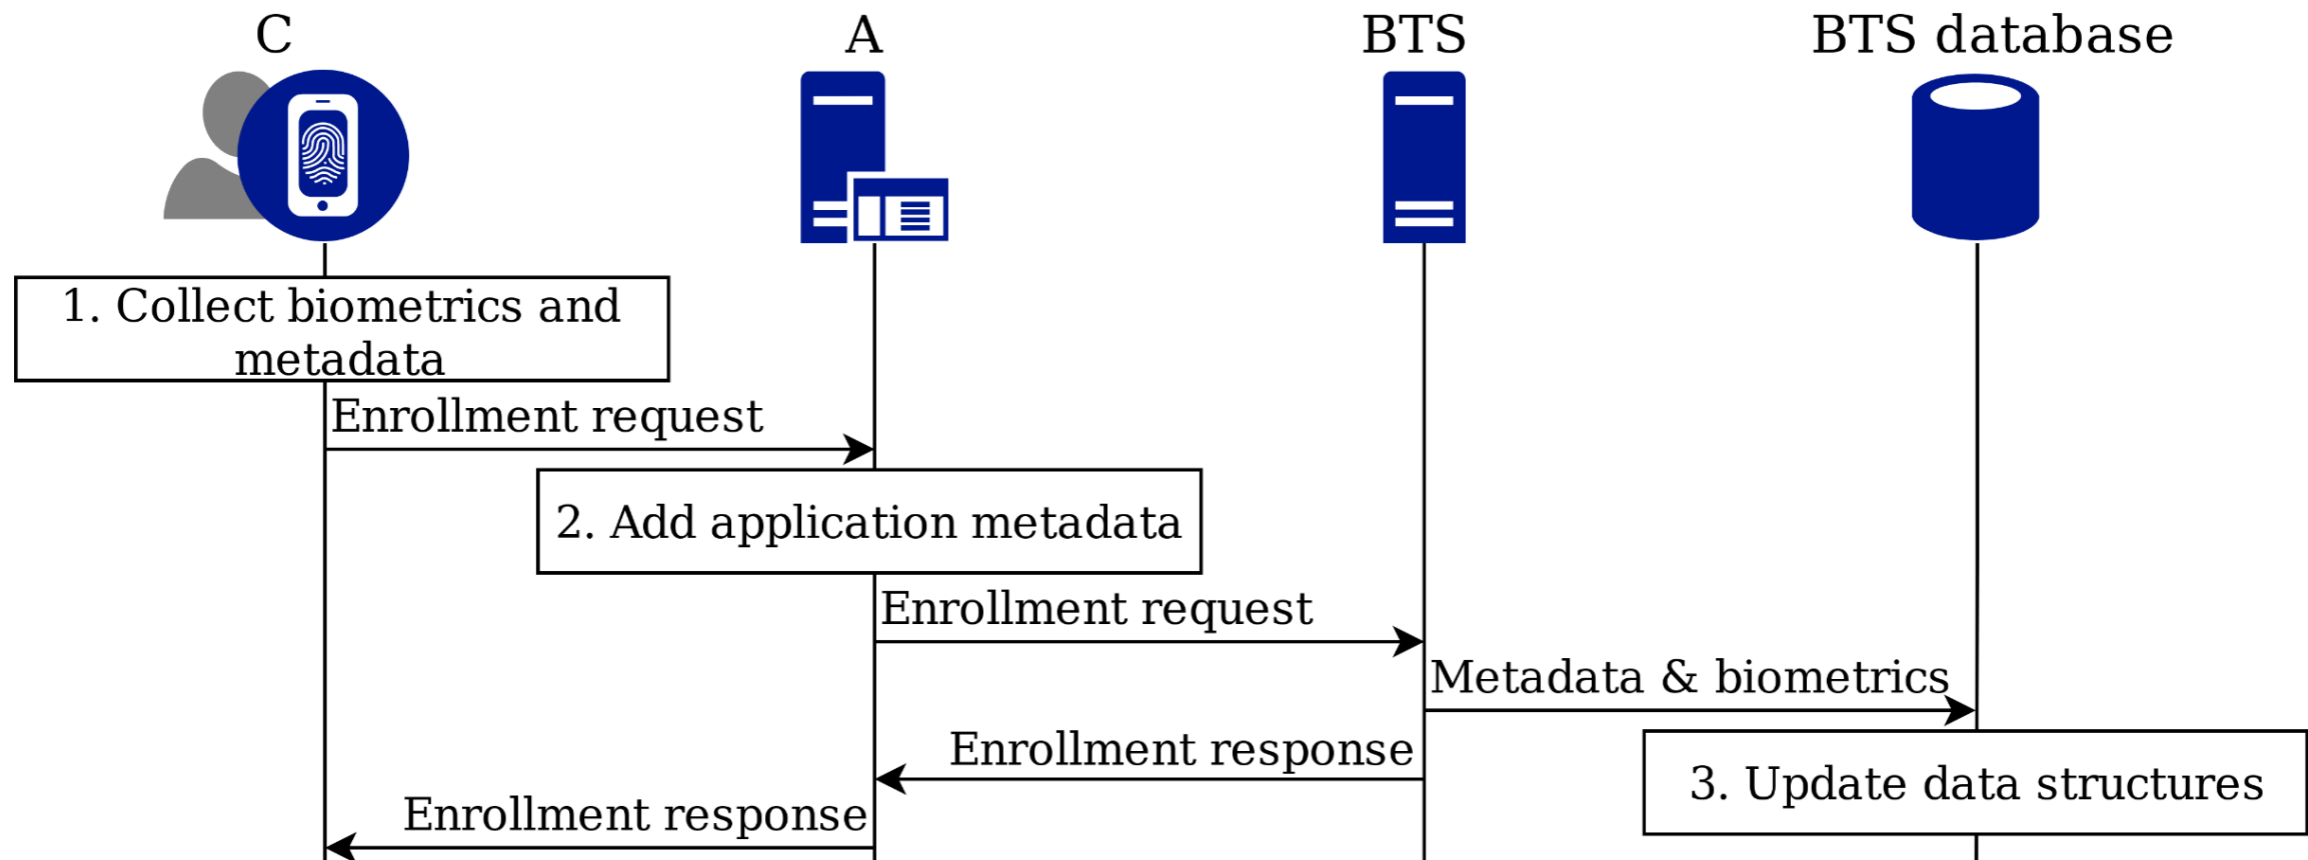 C
A
BTS
BTS database
1. Collect biometrics and
metadata
Enrollment request
2. Add application metadata
Enrollment request
Metadata & biometrics
Enrollment response
3. Update data structures
Enrollment response